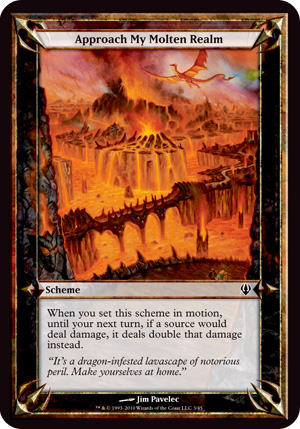 Approach My Molten Realm
Scheme
When you set this scheme in motion,
until your next turn, if a source would
deal damage, it deals double that damage
instead.
“It’s a dragon-infested lavascape of notorious
peril. Make yourselves at home.”
Jim Pavelec
™ & © 1993–2010 Wizards of the Coast LLC 3/45